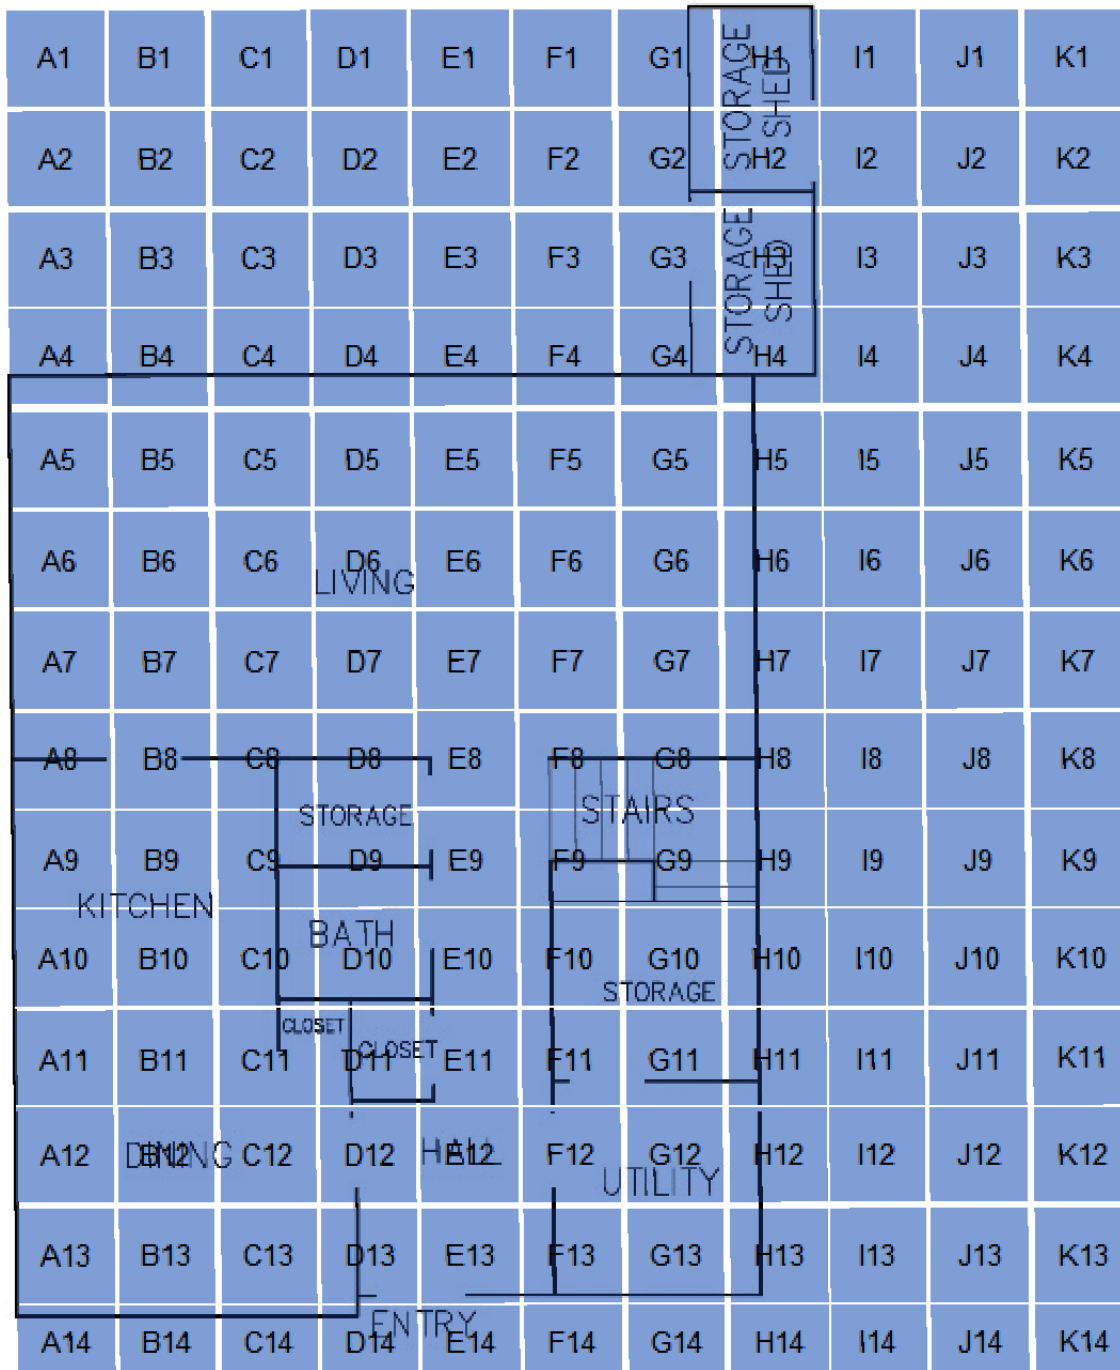 A1 B1 C1 D1 E1 F1 G1 H1 I1 J1 K1
STORAGE
SHED
A2 B2 C2 D2 E2 F2 G2 H2 I2 J2 K2
A3 B3 C3 D3 E3 F3 G3 H3 I3 J3 K3
STORAGE
SHED
A4 B4 C4 D4 E4 F4 G4 H4 I4 J4 K4
A5 B5 C5 D5 E5 F5 G5 H5 I5 J5 K5
A6 B6 C6 D6 E6 F6 G6 H6 I6 J6 K6
LIVING
A7 B7 C7 D7 E7 F7 G7 H7 I7 J7 K7
A8 B8 C8 D8 E8 F8 G8 H8 I8 J8 K8
STORAGE STAIRS
A9 B9 C9 D9 E9 F9 G9 H9 I9 J9 K9
KITCHEN
BATH
A10 B10 C10 D10 E10 F10 G10 H10 I10 J10 K10
STORAGE
CLOSET
CLOSET
A11 B11 C11 D11 E11 F11 G11 H11 I11 J11 K11
A12 B12 C12 D12 E12 F12 G12 H12 I12 J12 K12
DINING HALL
UTILITY
A13 B13 C13 D13 E13 F13 G13 H13 I13 J13 K13
ENTRY
A14 B14 C14 D14 E14 F14 G14 H14 I14 J14 K14